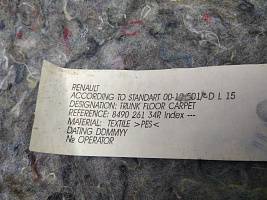 RENAULT
ACCORDING TO STANDART 00-10-501/-D L 15
DESIGNATION: TRUNK FLOOR CARPET
REFERENCE: 8490 261 34R Index ---
MATERIAL: TEXTILE >PES<
DATING DDMMYY
№ OPERATOR